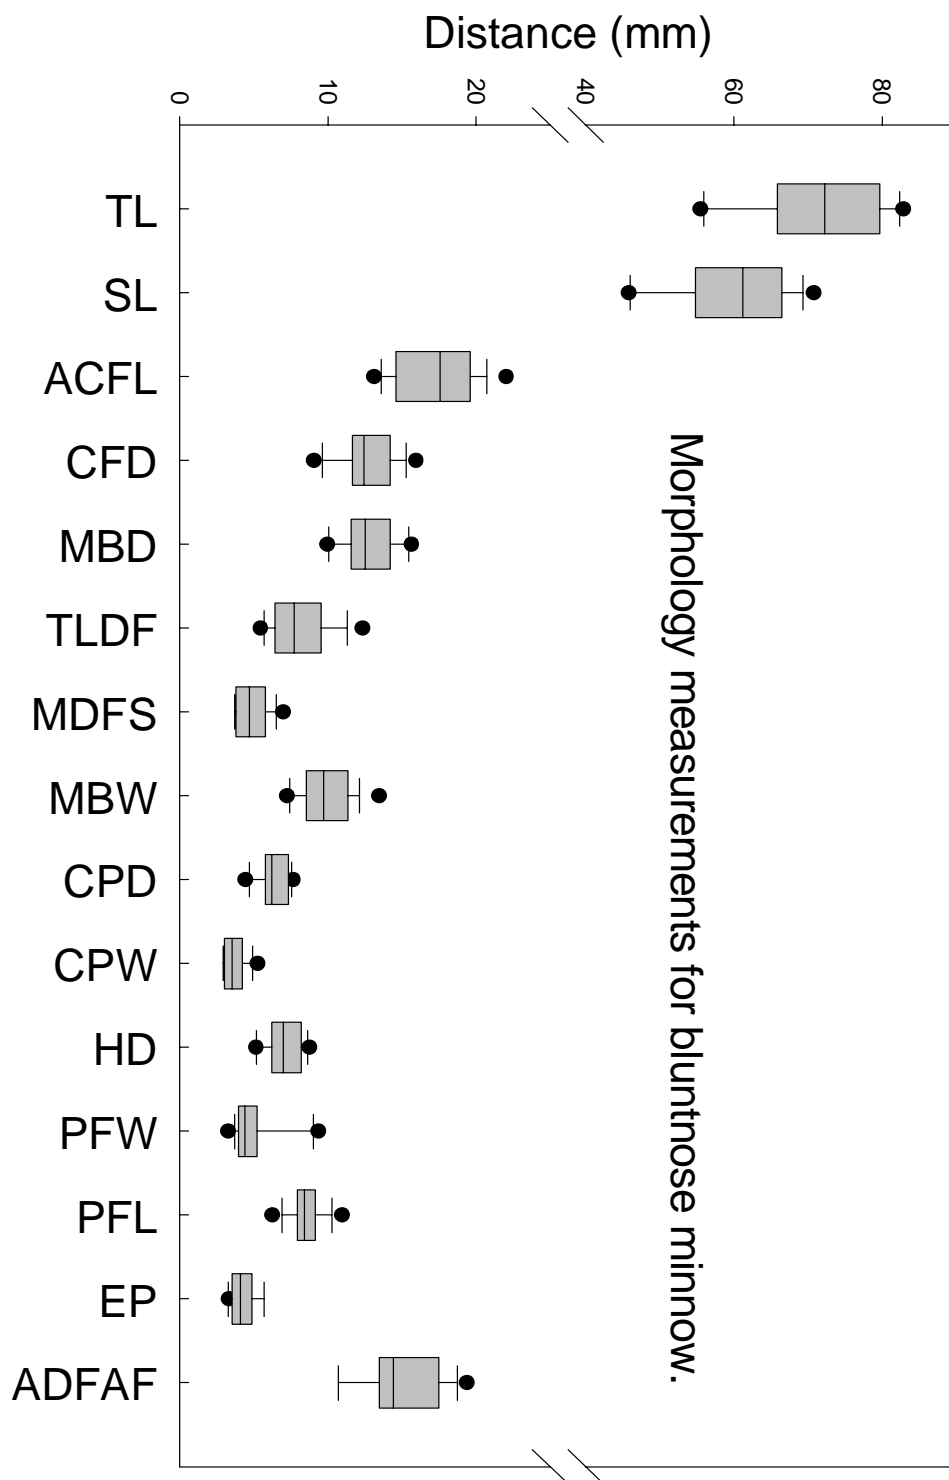 Distance (mm)
0 10 20 40 60 80
TL
SL
ACFL
CFD
MBD
TLDF
MDFS
MBW
CPD
CPW
HD
PFW
PFL
EP
ADFAF
Morphology measurements for bluntnose minnow.